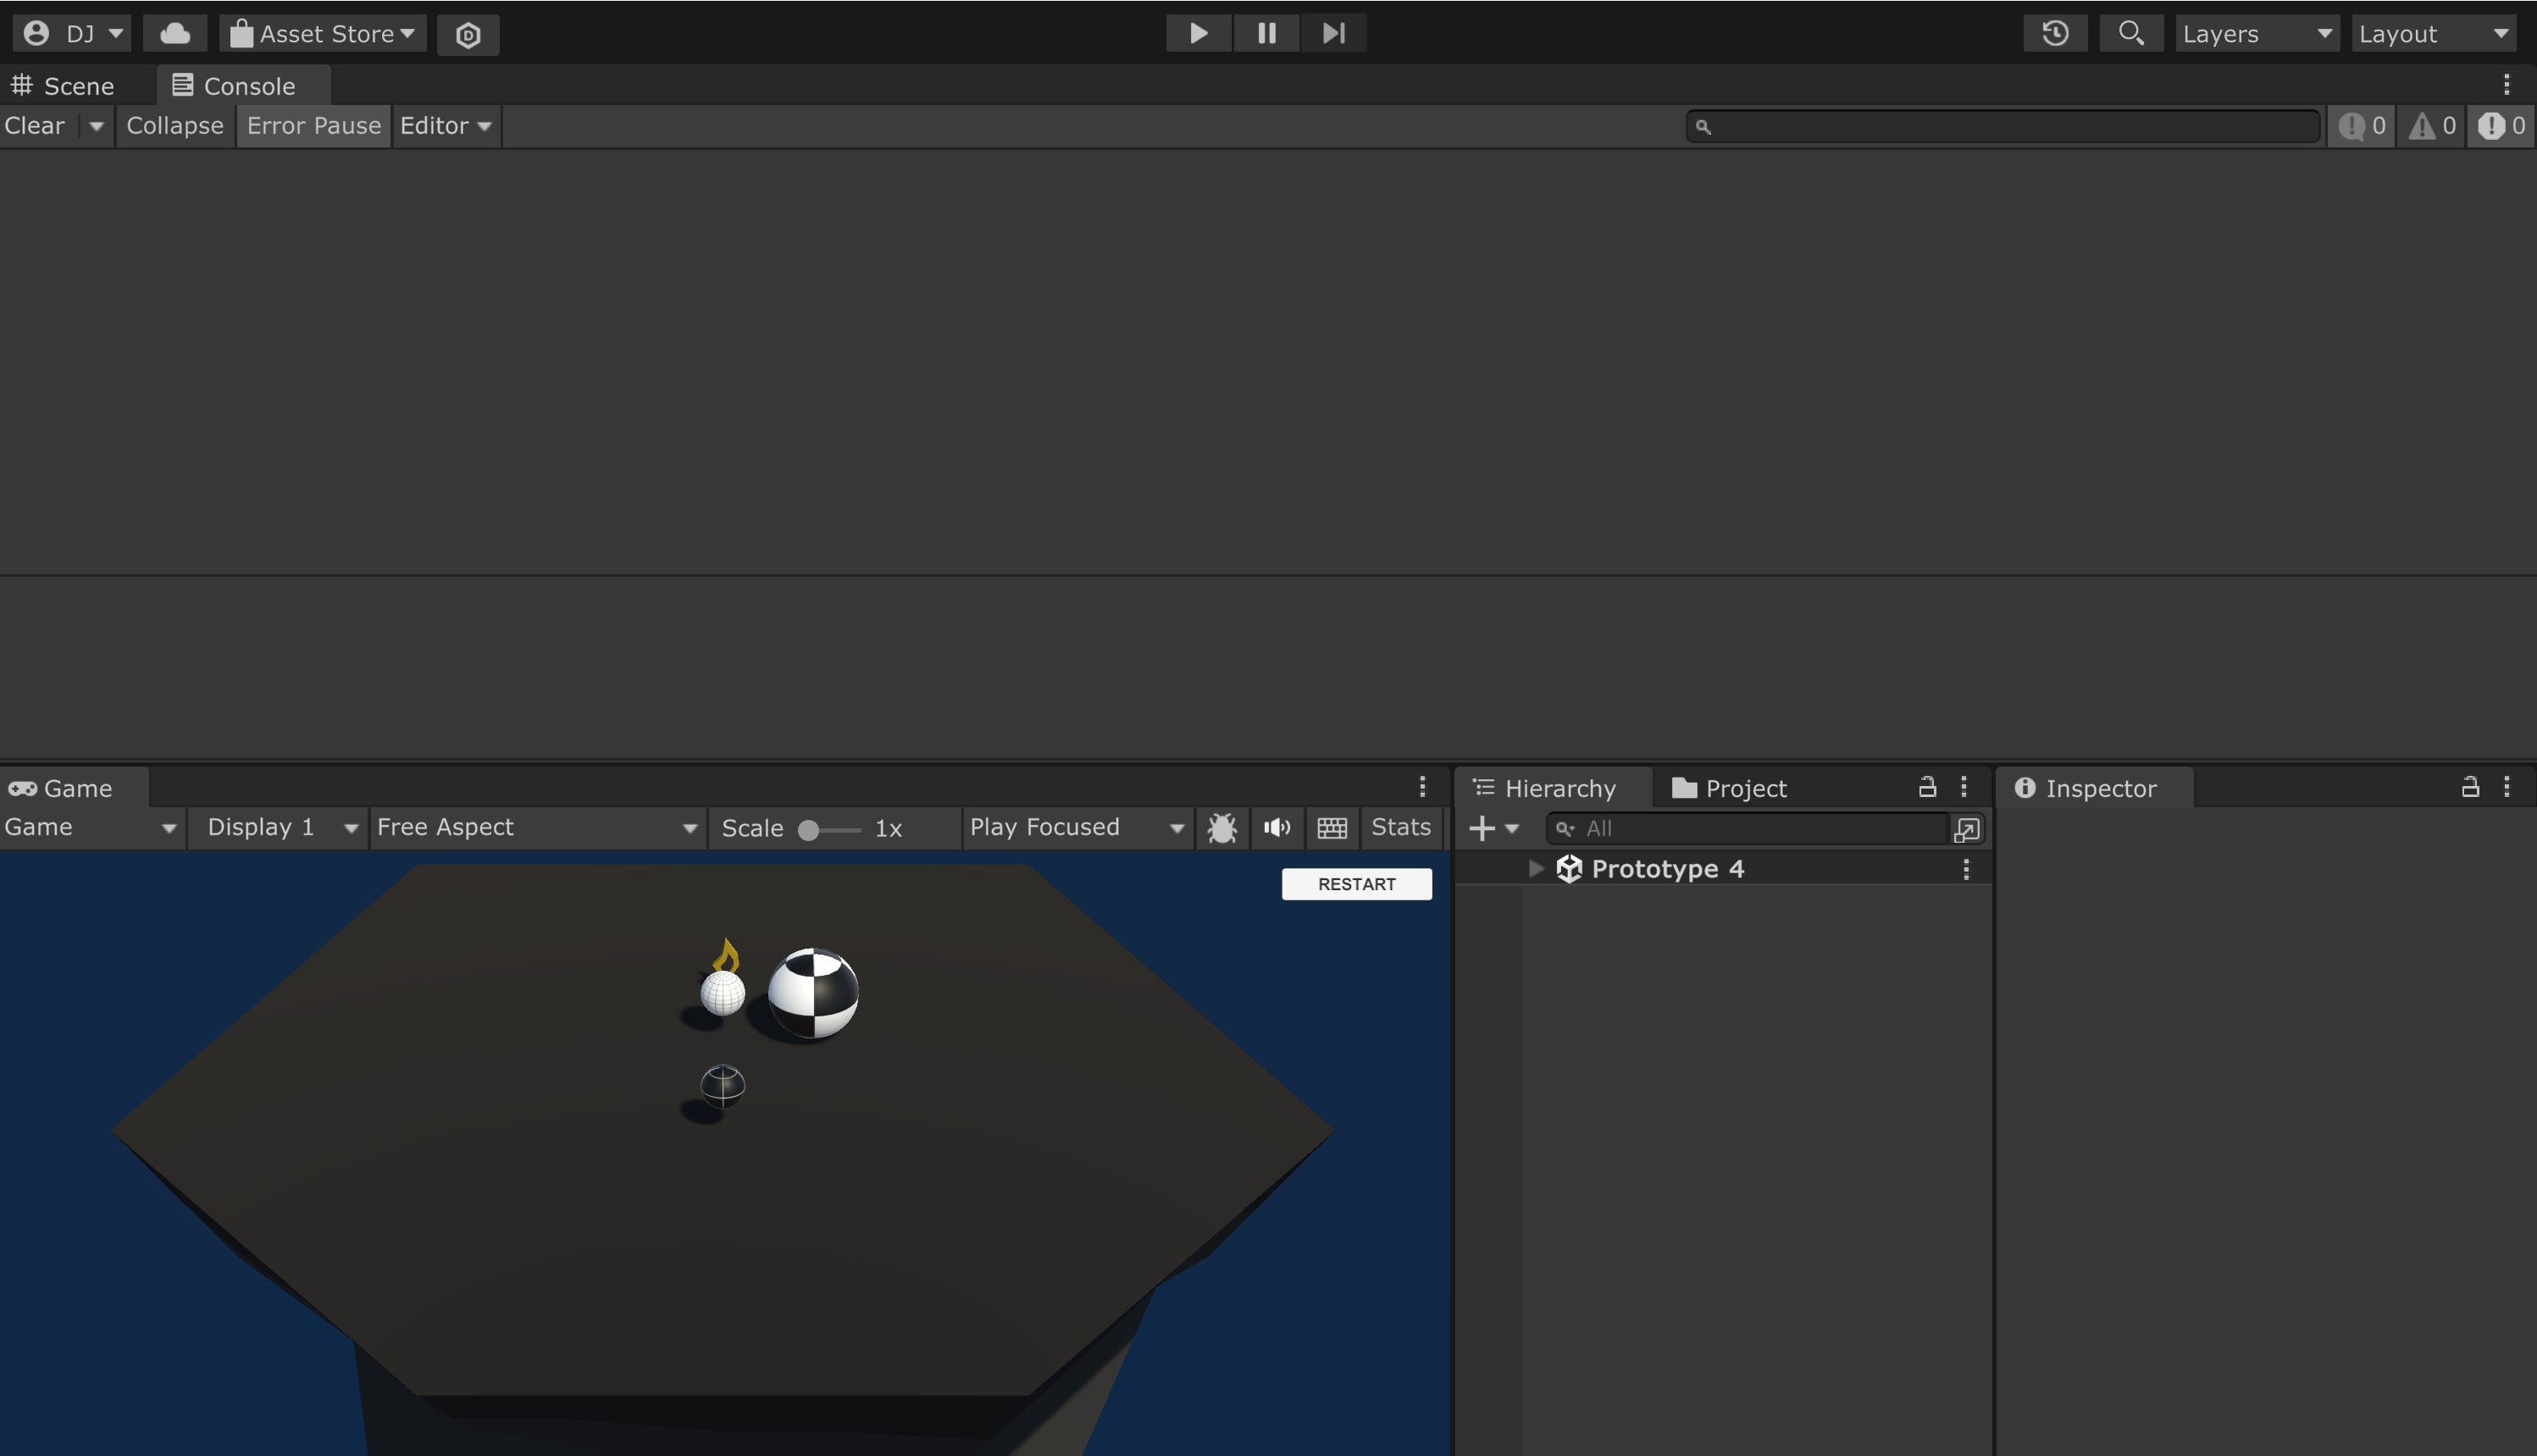 DJ Asset Store Layers Layout
Scene Console
Clear Collapse Error Pause Editor 0 0 0
Game Hierarchy Project Inspector
Game Display 1 Free Aspect Scale 1x Play Focused Stats All
Prototype 4
RESTART